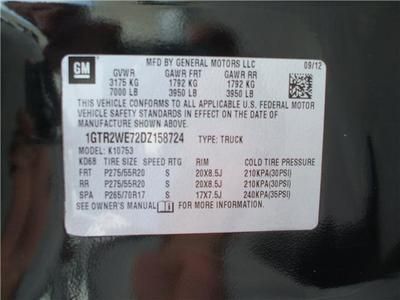 GM
MFD BY GENERAL MOTORS LLC 09/12
GVWR GAWR FRT GAWR RR
3175 KG 1792 KG 1792 KG
7000 LB 3950 LB 3950 LB
THIS VEHICLE CONFORMS TO ALL APPLICABLE U.S. FEDERAL MOTOR
VEHICLE SAFETY STANDARDS IN EFFECT ON THE DATE OF
MANUFACTURE SHOWN ABOVE.
1GTR2WE72DZ158724 TYPE: TRUCK
MODEL: K10753
KD68 TIRE SIZE SPEED RTG RIM COLD TIRE PRESSURE
FRT P275/55R20 S 20X8.5J 210KPA(30PSI)
RR P275/55R20 S 20X8.5J 210KPA(30PSI)
SPA P265/70R17 S 17X7.5J 240KPA(35PSI)
SEE OWNER'S MANUAL FOR MORE INFORMATION.